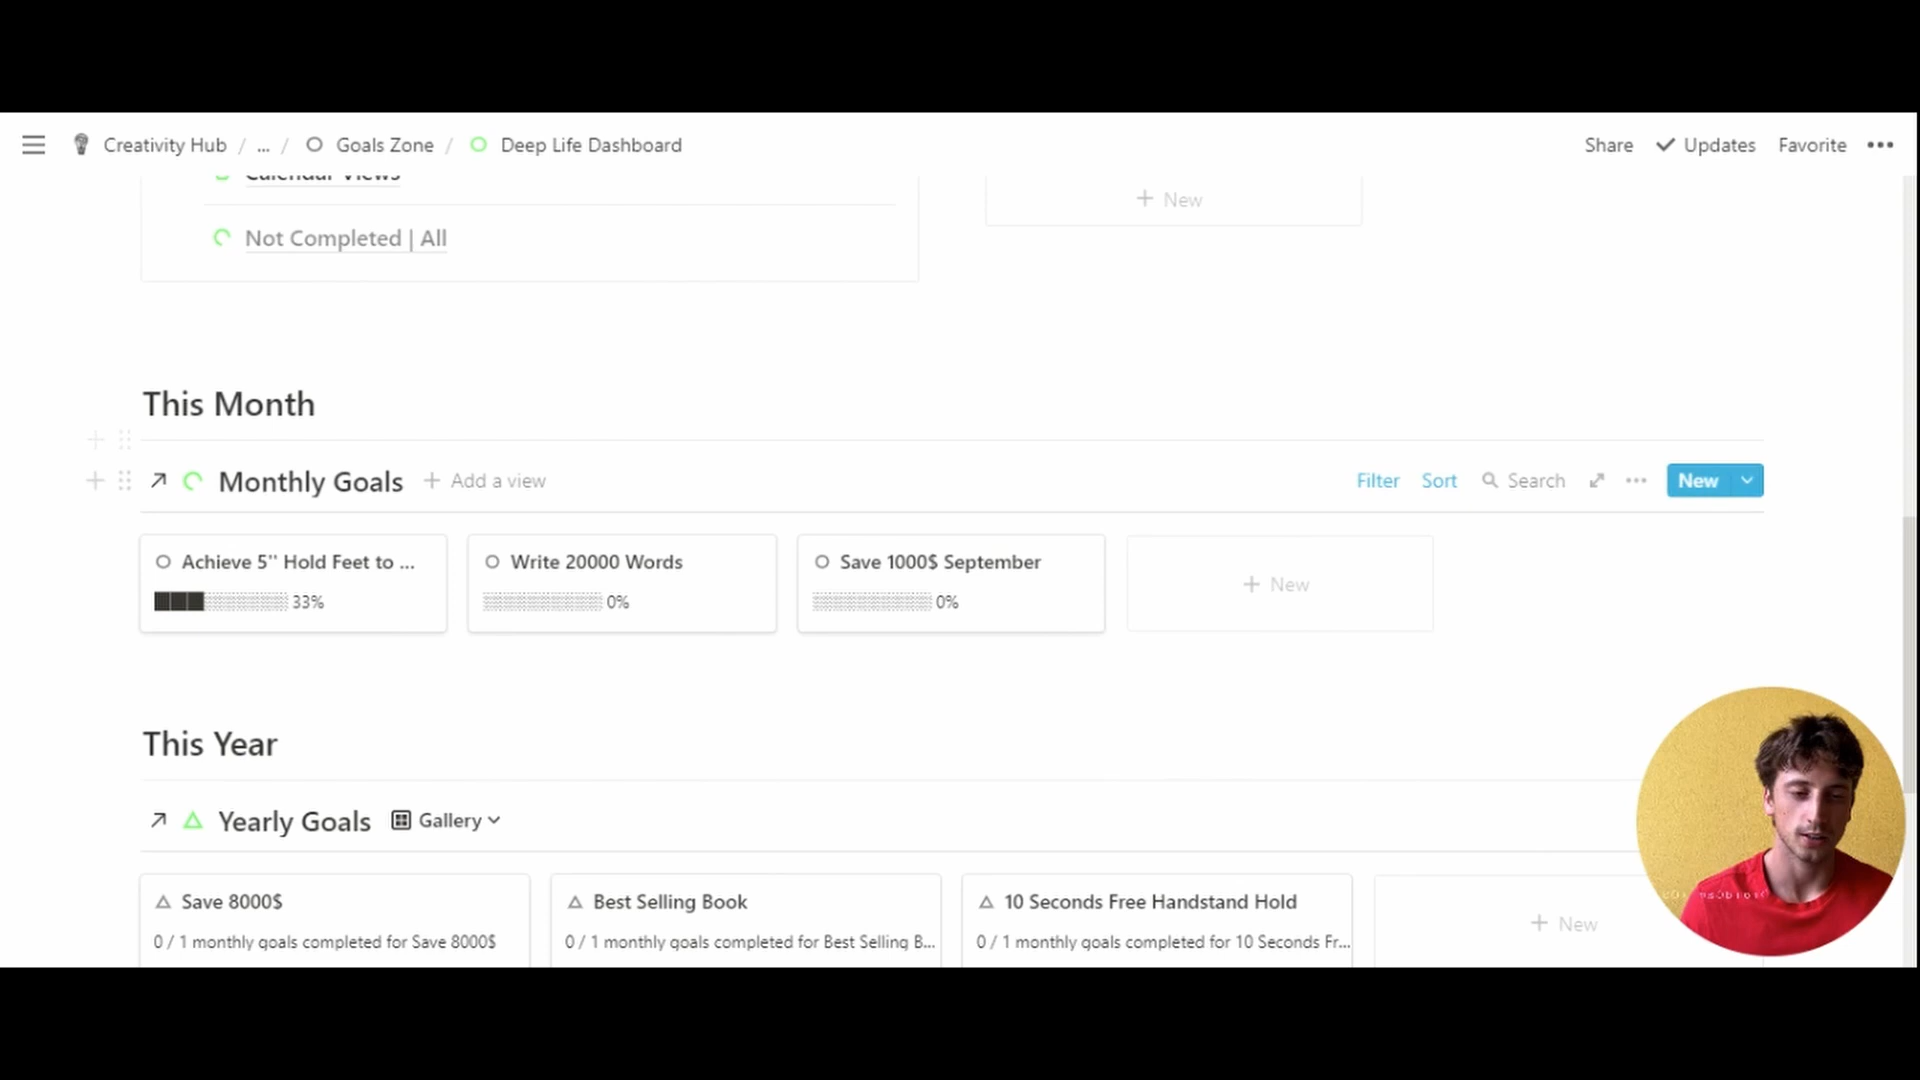 Creativity Hub / ... / Goals Zone / Deep Life Dashboard
Share Updates Favorite
Calendar Views
+ New
Not Completed | All
This Month
Monthly Goals + Add a view
Filter Sort Search New
Achieve 5'' Hold Feet to ...
33%
Write 20000 Words
0%
Save 1000$ September
0%
+ New
This Year
Yearly Goals Gallery
Save 8000$
0 / 1 monthly goals completed for Save 8000$
Best Selling Book
0 / 1 monthly goals completed for Best Selling B...
10 Seconds Free Handstand Hold
0 / 1 monthly goals completed for 10 Seconds Fr...
+ New